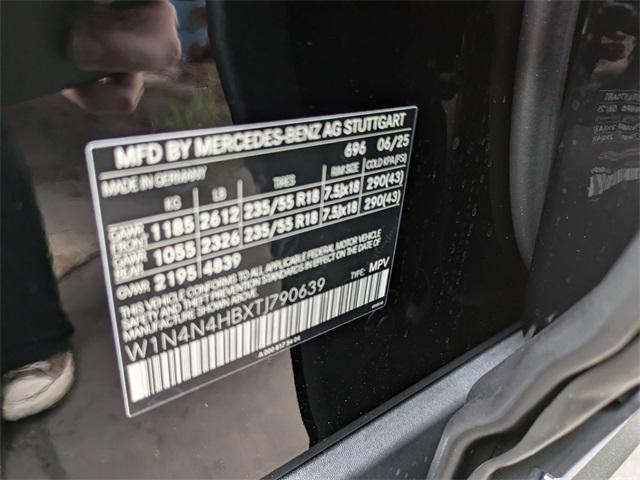 MFD BY MERCEDES-BENZ AG STUTTGART
MADE IN GERMANY 696 06/25
KG LB TIRES RIM SIZE COLD KPA(PSI)
GAWR FRONT 1185 2612 235/55 R18 7.5Jx18 290(43)
GAWR REAR 1055 2326 235/55 R18 7.5Jx18 290(43)
GVWR 2195 4839
THIS VEHICLE CONFORMS TO ALL APPLICABLE FEDERAL MOTOR VEHICLE
SAFETY AND THEFT PREVENTION STANDARDS IN EFFECT ON THE DATE OF
MANUFACTURE SHOWN ABOVE. TYPE: MPV
W1N4N4HBXTJ790639